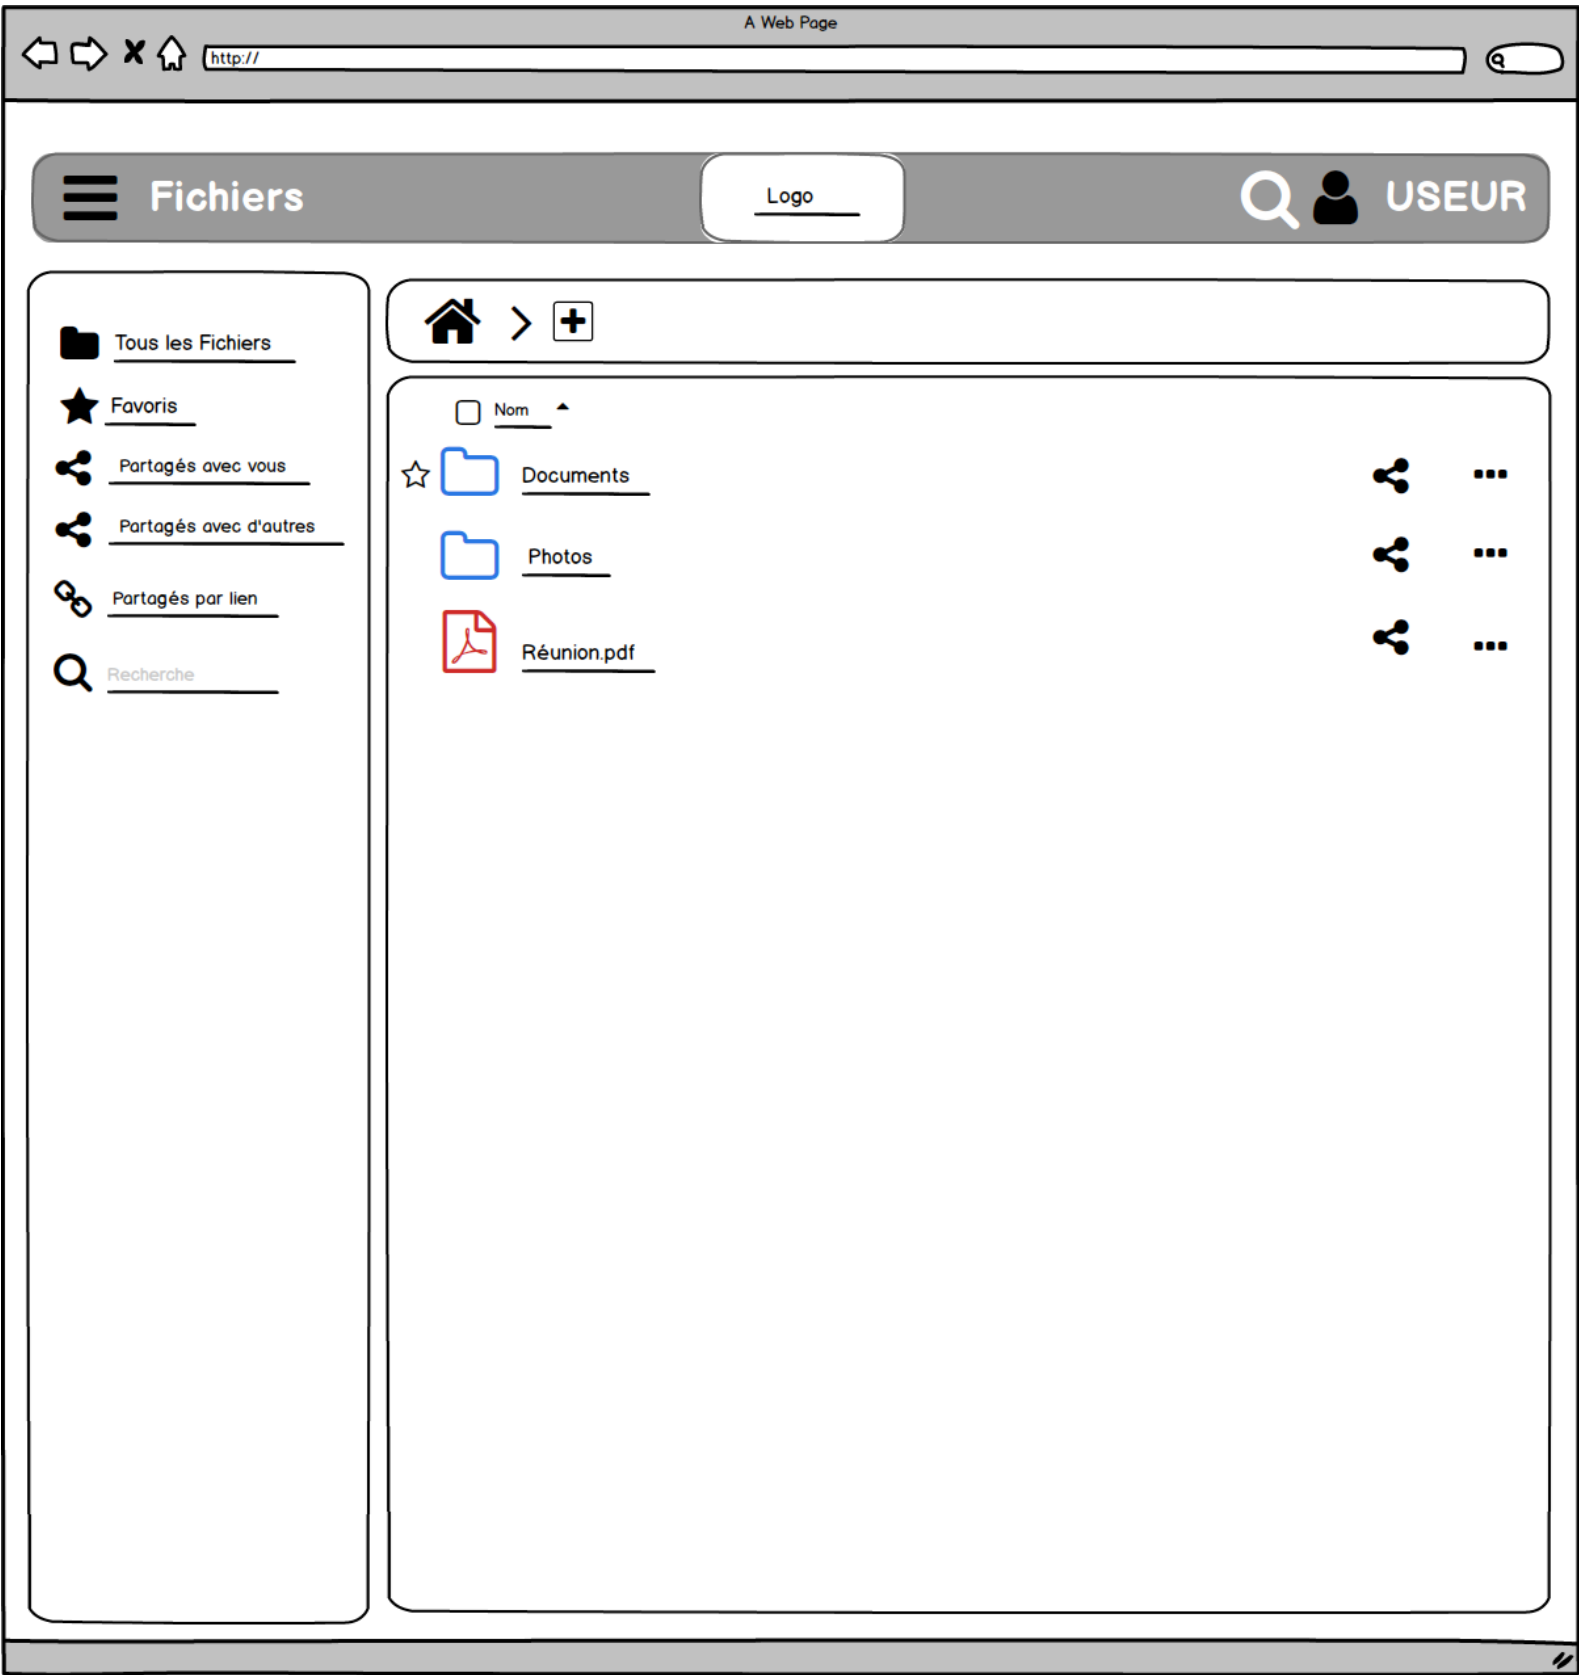 A Web Page
http://
Fichiers
Logo
USEUR
Tous les Fichiers
Favoris
Partagés avec vous
Partagés avec d'autres
Partagés par lien
Recherche
Nom
Documents
Photos
Réunion.pdf